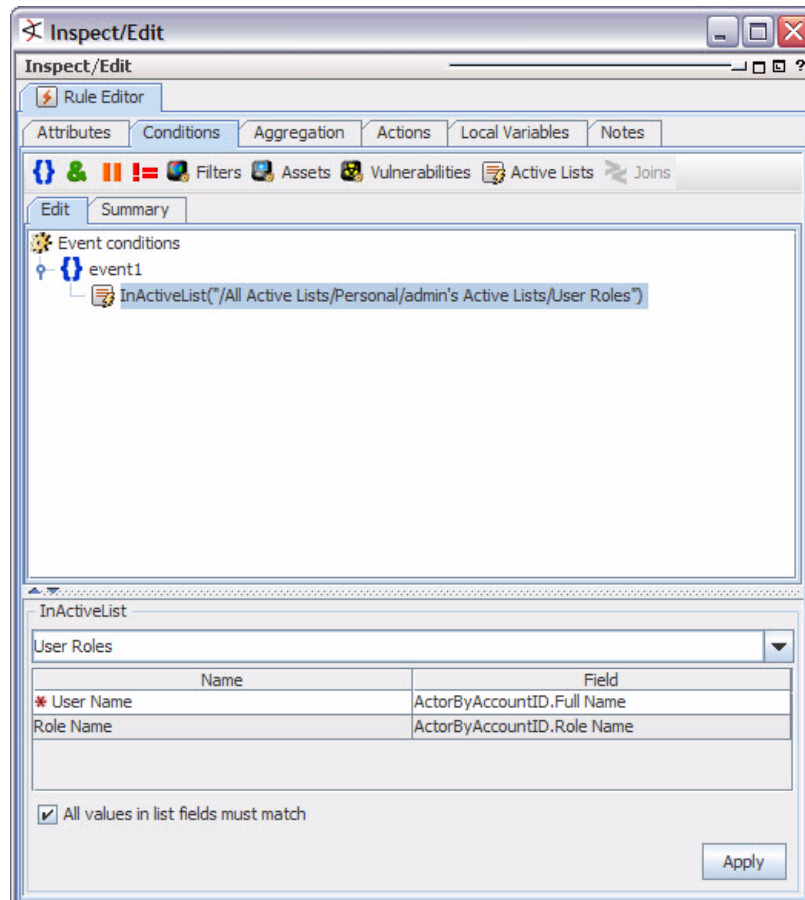 Inspect/Edit
Inspect/Edit ?
Rule Editor
Attributes Conditions Aggregation Actions Local Variables Notes
{} & != Filters Assets Vulnerabilities Active Lists Joins
Edit Summary
Event conditions
{} event1
InActiveList("/All Active Lists/Personal/admin's Active Lists/User Roles")
InActiveList
User Roles
Name Field
* User Name ActorByAccountID.Full Name
Role Name ActorByAccountID.Role Name
All values in list fields must match
Apply